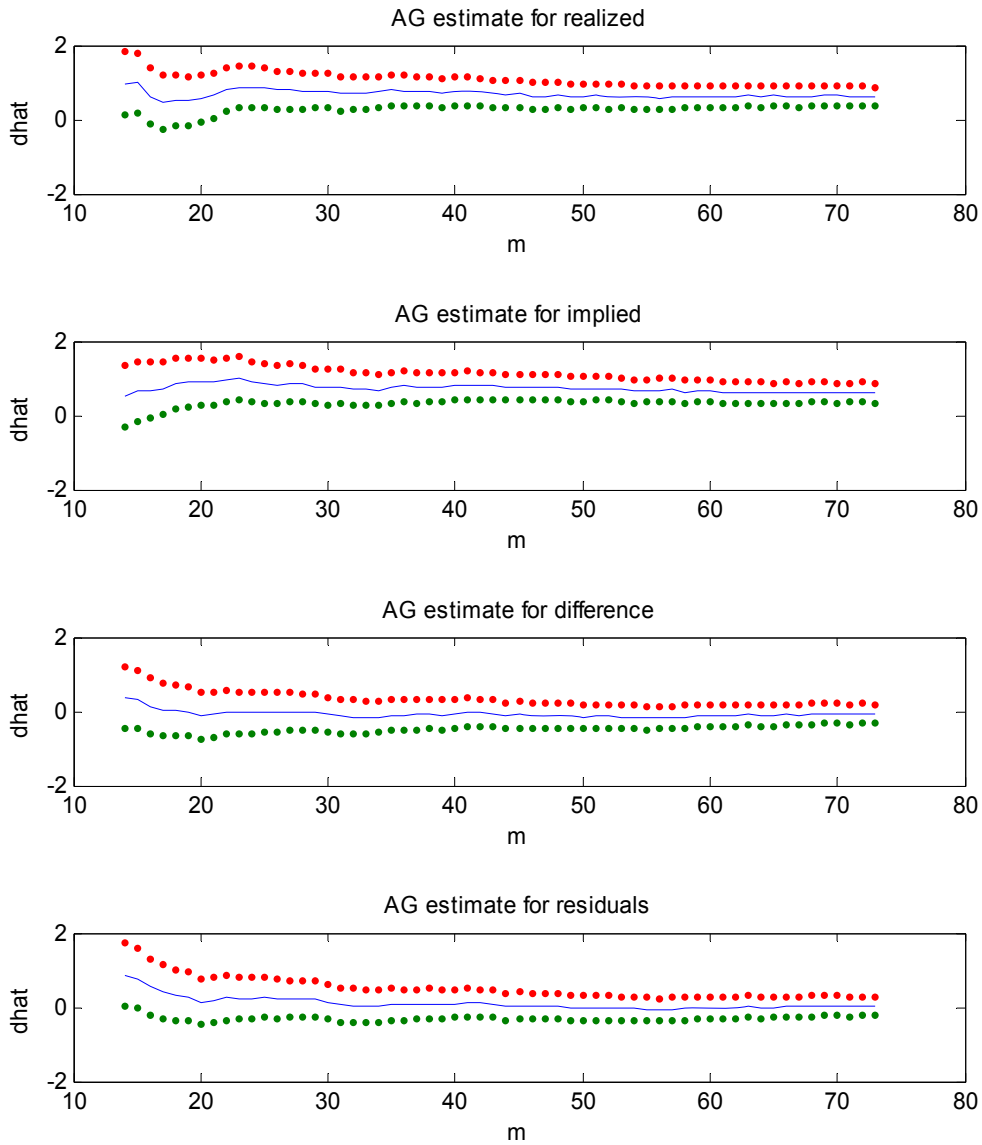 AG estimate for realized
2
0
-2
dhat
10 20 30 40 50 60 70 80
m
AG estimate for implied
2
0
-2
dhat
10 20 30 40 50 60 70 80
m
AG estimate for difference
2
0
-2
dhat
10 20 30 40 50 60 70 80
m
AG estimate for residuals
2
0
-2
dhat
10 20 30 40 50 60 70 80
m